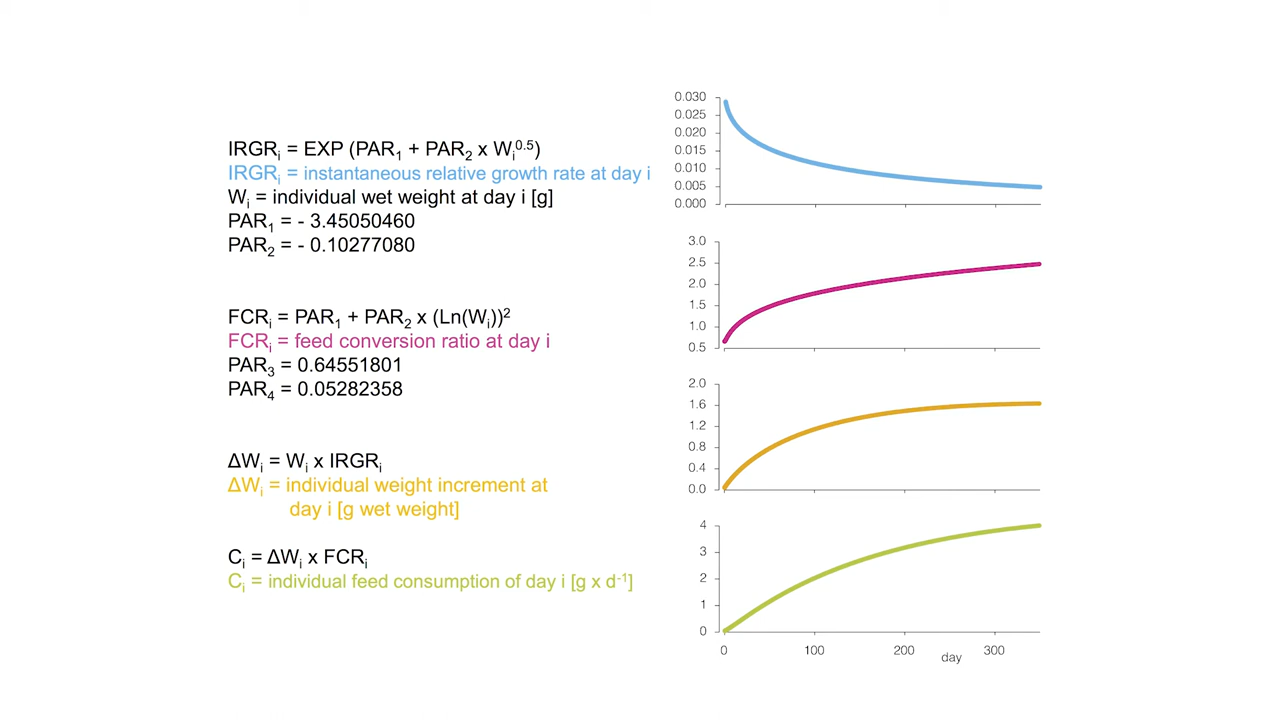 IRGRi = EXP (PAR1 + PAR2 x Wi0.5)
IRGRi = instantaneous relative growth rate at day i
Wi = individual wet weight at day i [g]
PAR1 = - 3.45050460
PAR2 = - 0.10277080
FCRi = PAR1 + PAR2 x (Ln(Wi))2
FCRi = feed conversion ratio at day i
PAR3 = 0.64551801
PAR4 = 0.05282358
ΔWi = Wi x IRGRi
ΔWi = individual weight increment at
day i [g wet weight]
Ci = ΔWi x FCRi
Ci = individual feed consumption of day i [g x d-1]
0.030
0.025
0.020
0.015
0.010
0.005
0.000
3.0
2.5
2.0
1.5
1.0
0.5
2.0
1.6
1.2
0.8
0.4
0.0
4
3
2
1
0
0 100 200 300
day